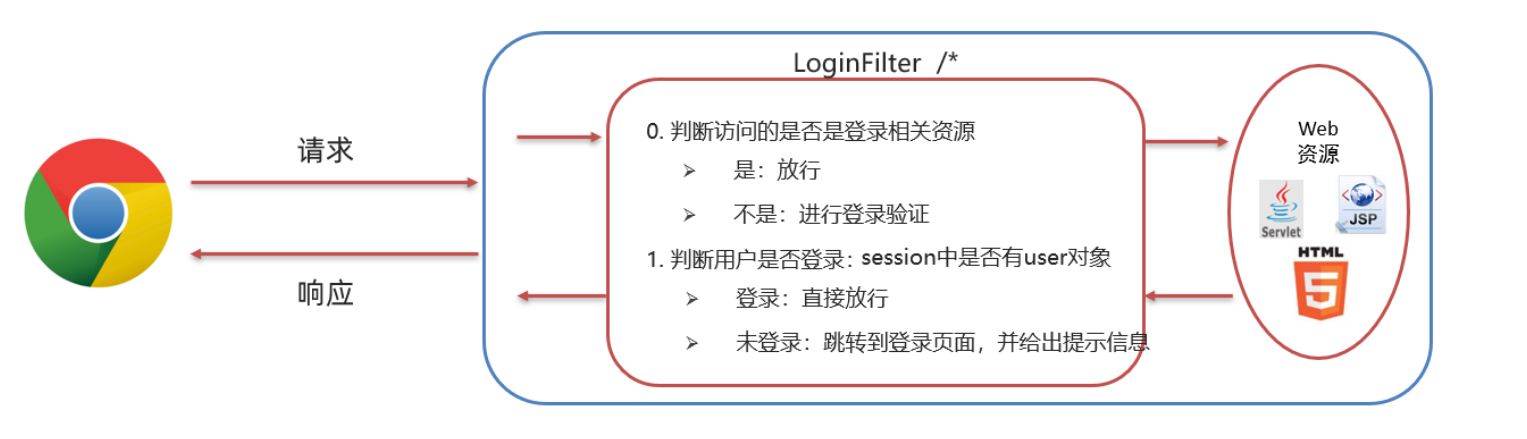 LoginFilter /*
请求
响应
0. 判断访问的是否是登录相关资源
是：放行
不是：进行登录验证
1. 判断用户是否登录：session中是否有user对象
登录：直接放行
未登录：跳转到登录页面，并给出提示信息
Web
资源
Servlet
JSP
HTML
5